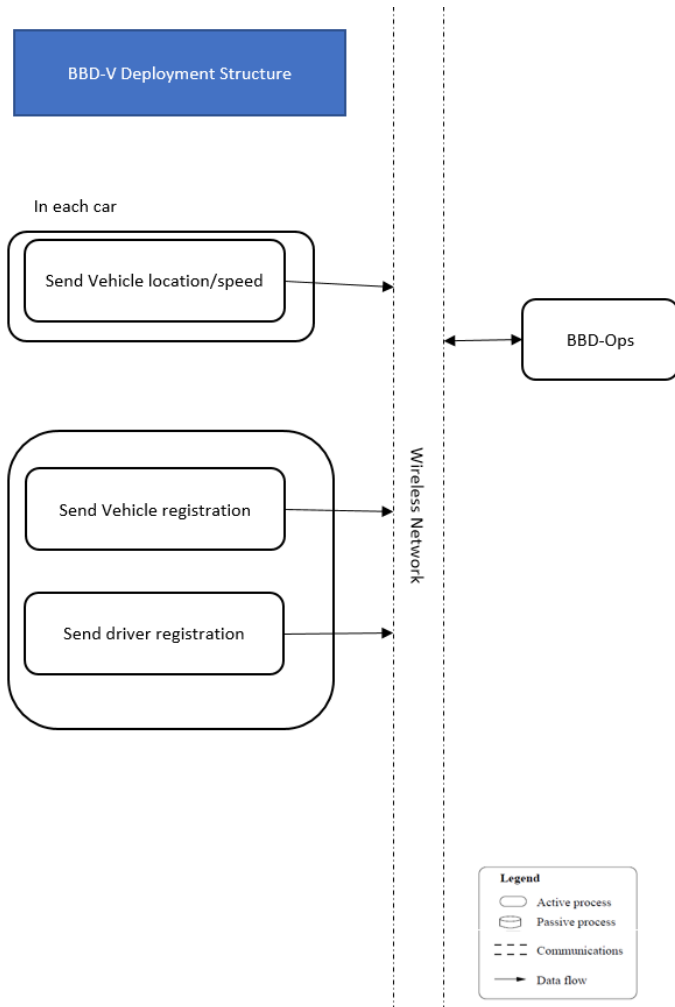 BBD-V Deployment Structure
In each car
Send Vehicle location/speed
BBD-Ops
Wireless Network
Send Vehicle registration
Send driver registration
Legend
Active process
Passive process
Communications
Data flow